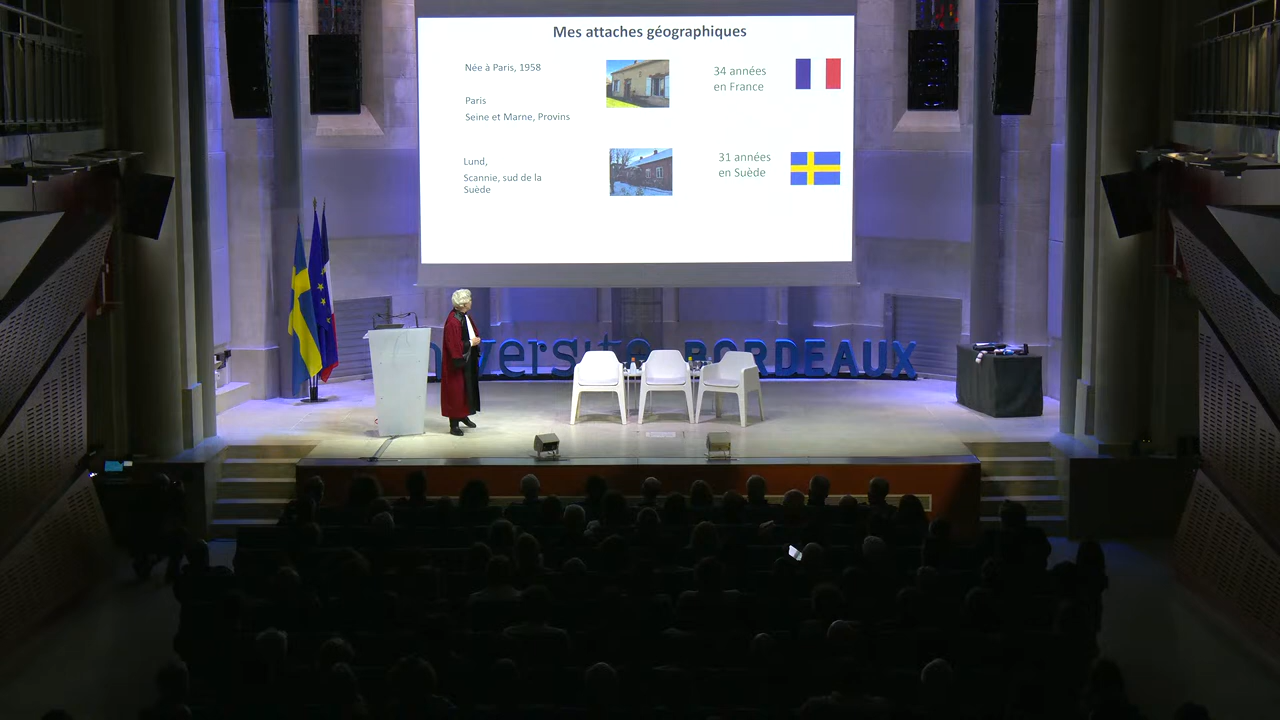 Mes attaches géographiques
Née à Paris, 1958
34 années
en France
Paris
Seine et Marne, Provins
Lund,
31 années
en Suède
Scannie, sud de la
Suède
université BORDEAUX